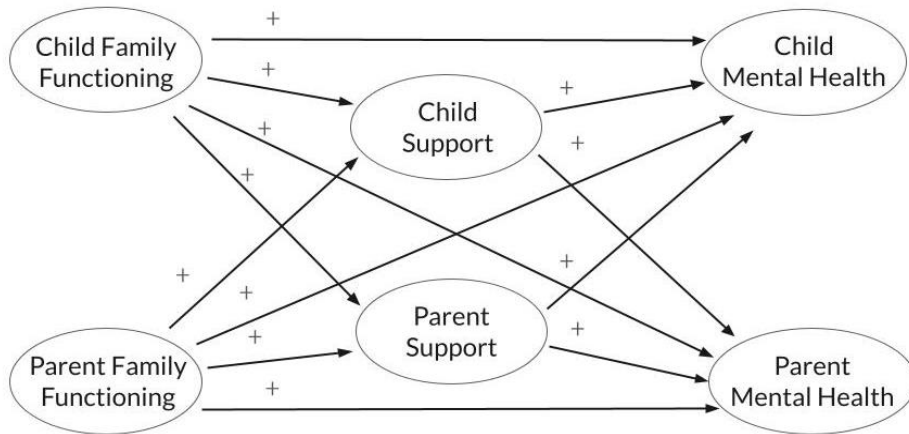 +
Child Family
Functioning
Child
Mental Health
+
+
Child
Support
+
+
+
+
+
+
+
Parent
Support
+
+
Parent Family
Functioning
+
Parent
Mental Health